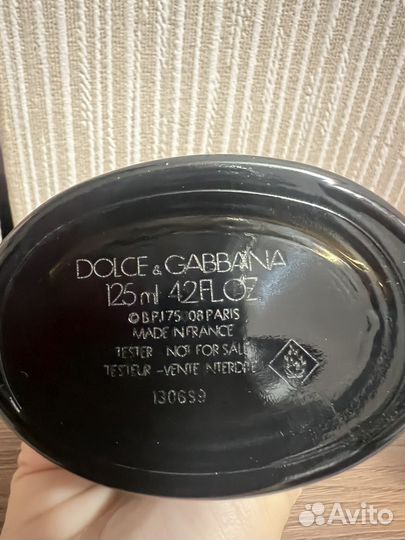 DOLCE & GABBANA
125 ml 4.2 FL OZ
© B.P.175 08 PARIS
MADE IN FRANCE
TESTER - NOT FOR SALE
TESTEUR - VENTE INTERDITE
1306S9
Avito